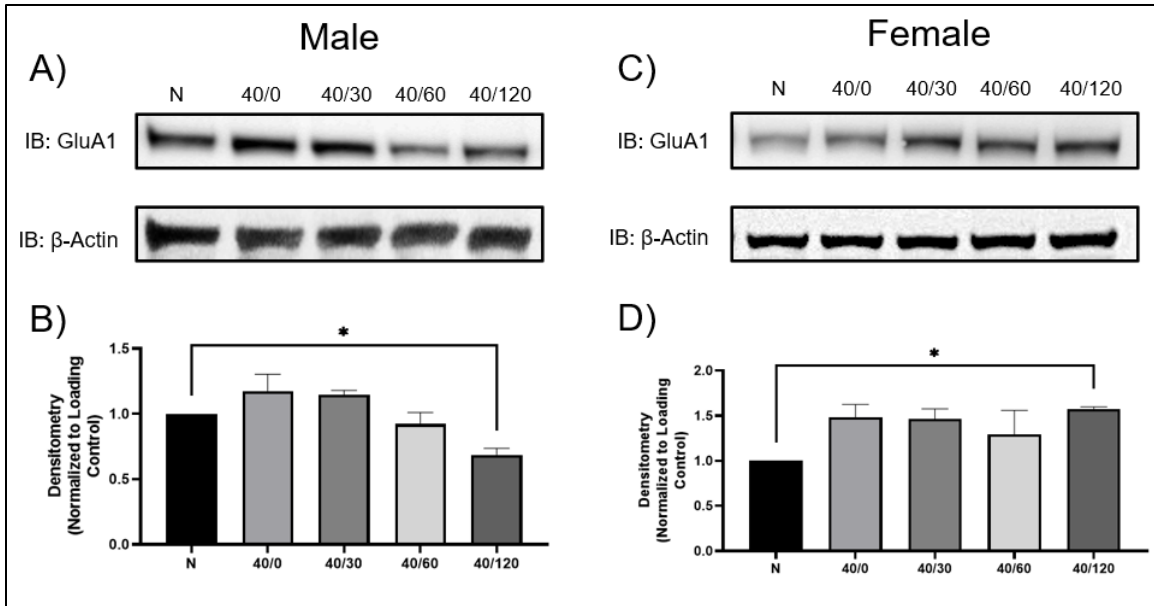 Male
A)
N 40/0 40/30 40/60 40/120
IB: GluA1
IB: β-Actin
B)
*
Densitometry
(Normalized to Loading
Control)
1.5
1.0
0.5
0.0
N 40/0 40/30 40/60 40/120
Female
C)
N 40/0 40/30 40/60 40/120
IB: GluA1
IB: β-Actin
D)
*
Densitometry
(Normalized to Loading
Control)
2.0
1.5
1.0
0.5
0.0
N 40/0 40/30 40/60 40/120